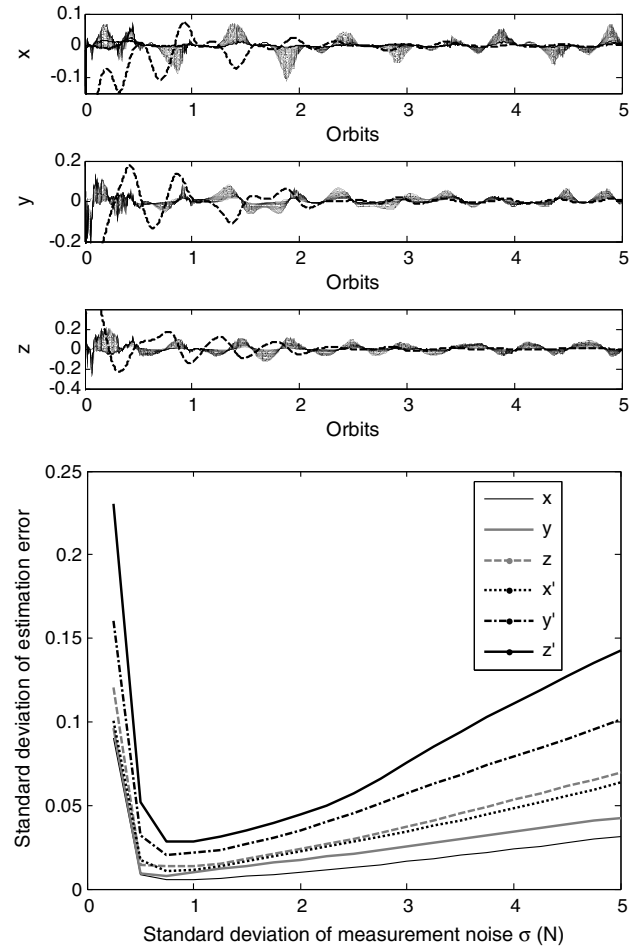 0.1
0
-0.1
x
0 1 2 3 4 5
Orbits
0.2
0
-0.2
y
0 1 2 3 4 5
Orbits
0.2
0
-0.2
-0.4
z
0 1 2 3 4 5
Orbits
0.25
0.2
0.15
0.1
0.05
0
Standard deviation of estimation error
x
y
z
x'
y'
z'
0 1 2 3 4 5
Standard deviation of measurement noise σ (N)